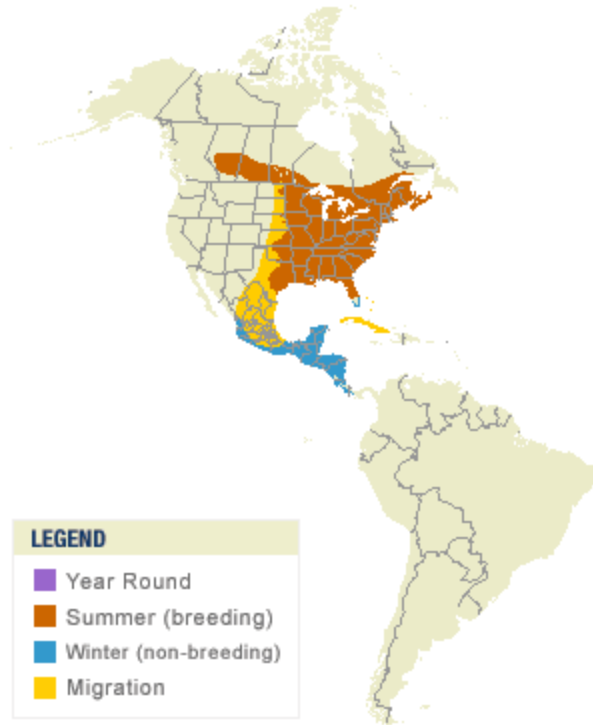 LEGEND
Year Round
Summer (breeding)
Winter (non-breeding)
Migration